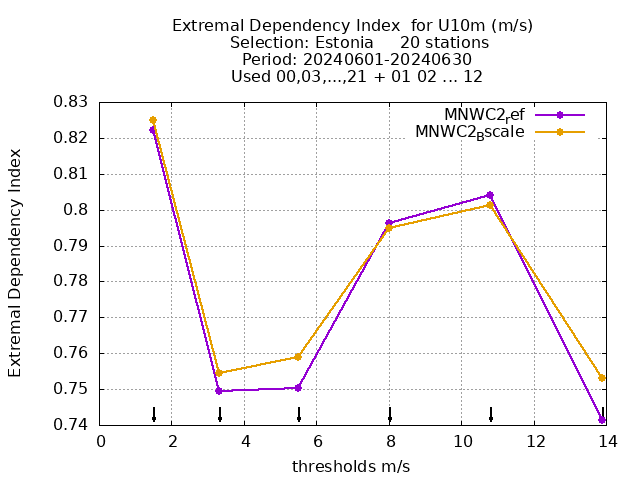 Extremal Dependency Index  for U10m (m/s)
Selection: Estonia     20 stations
Period: 20240601-20240630
Used 00,03,...,21 + 01 02 ... 12
MNWC2_ref
MNWC2_Bscale
Extremal Dependency Index
0.83
0.82
0.81
0.8
0.79
0.78
0.77
0.76
0.75
0.74
0 2 4 6 8 10 12 14
thresholds m/s